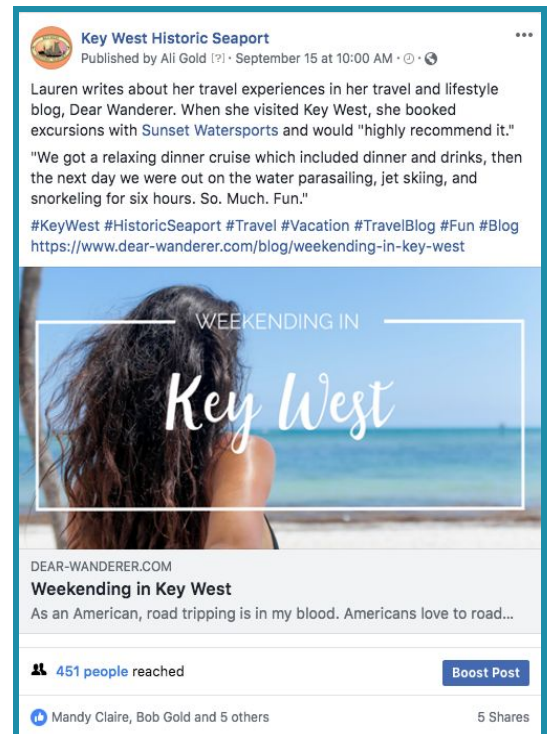 Key West Historic Seaport
Published by Ali Gold [?] · September 15 at 10:00 AM ·
Lauren writes about her travel experiences in her travel and lifestyle
blog, Dear Wanderer. When she visited Key West, she booked
excursions with Sunset Watersports and would "highly recommend it."
"We got a relaxing dinner cruise which included dinner and drinks, then
the next day we were out on the water parasailing, jet skiing, and
snorkeling for six hours. So. Much. Fun."
#KeyWest #HistoricSeaport #Travel #Vacation #TravelBlog #Fun #Blog
https://www.dear-wanderer.com/blog/weekending-in-key-west
WEEKENDING IN
Key West
DEAR-WANDERER.COM
Weekending in Key West
As an American, road tripping is in my blood. Americans love to road...
451 people reached
Boost Post
Mandy Claire, Bob Gold and 5 others
5 Shares